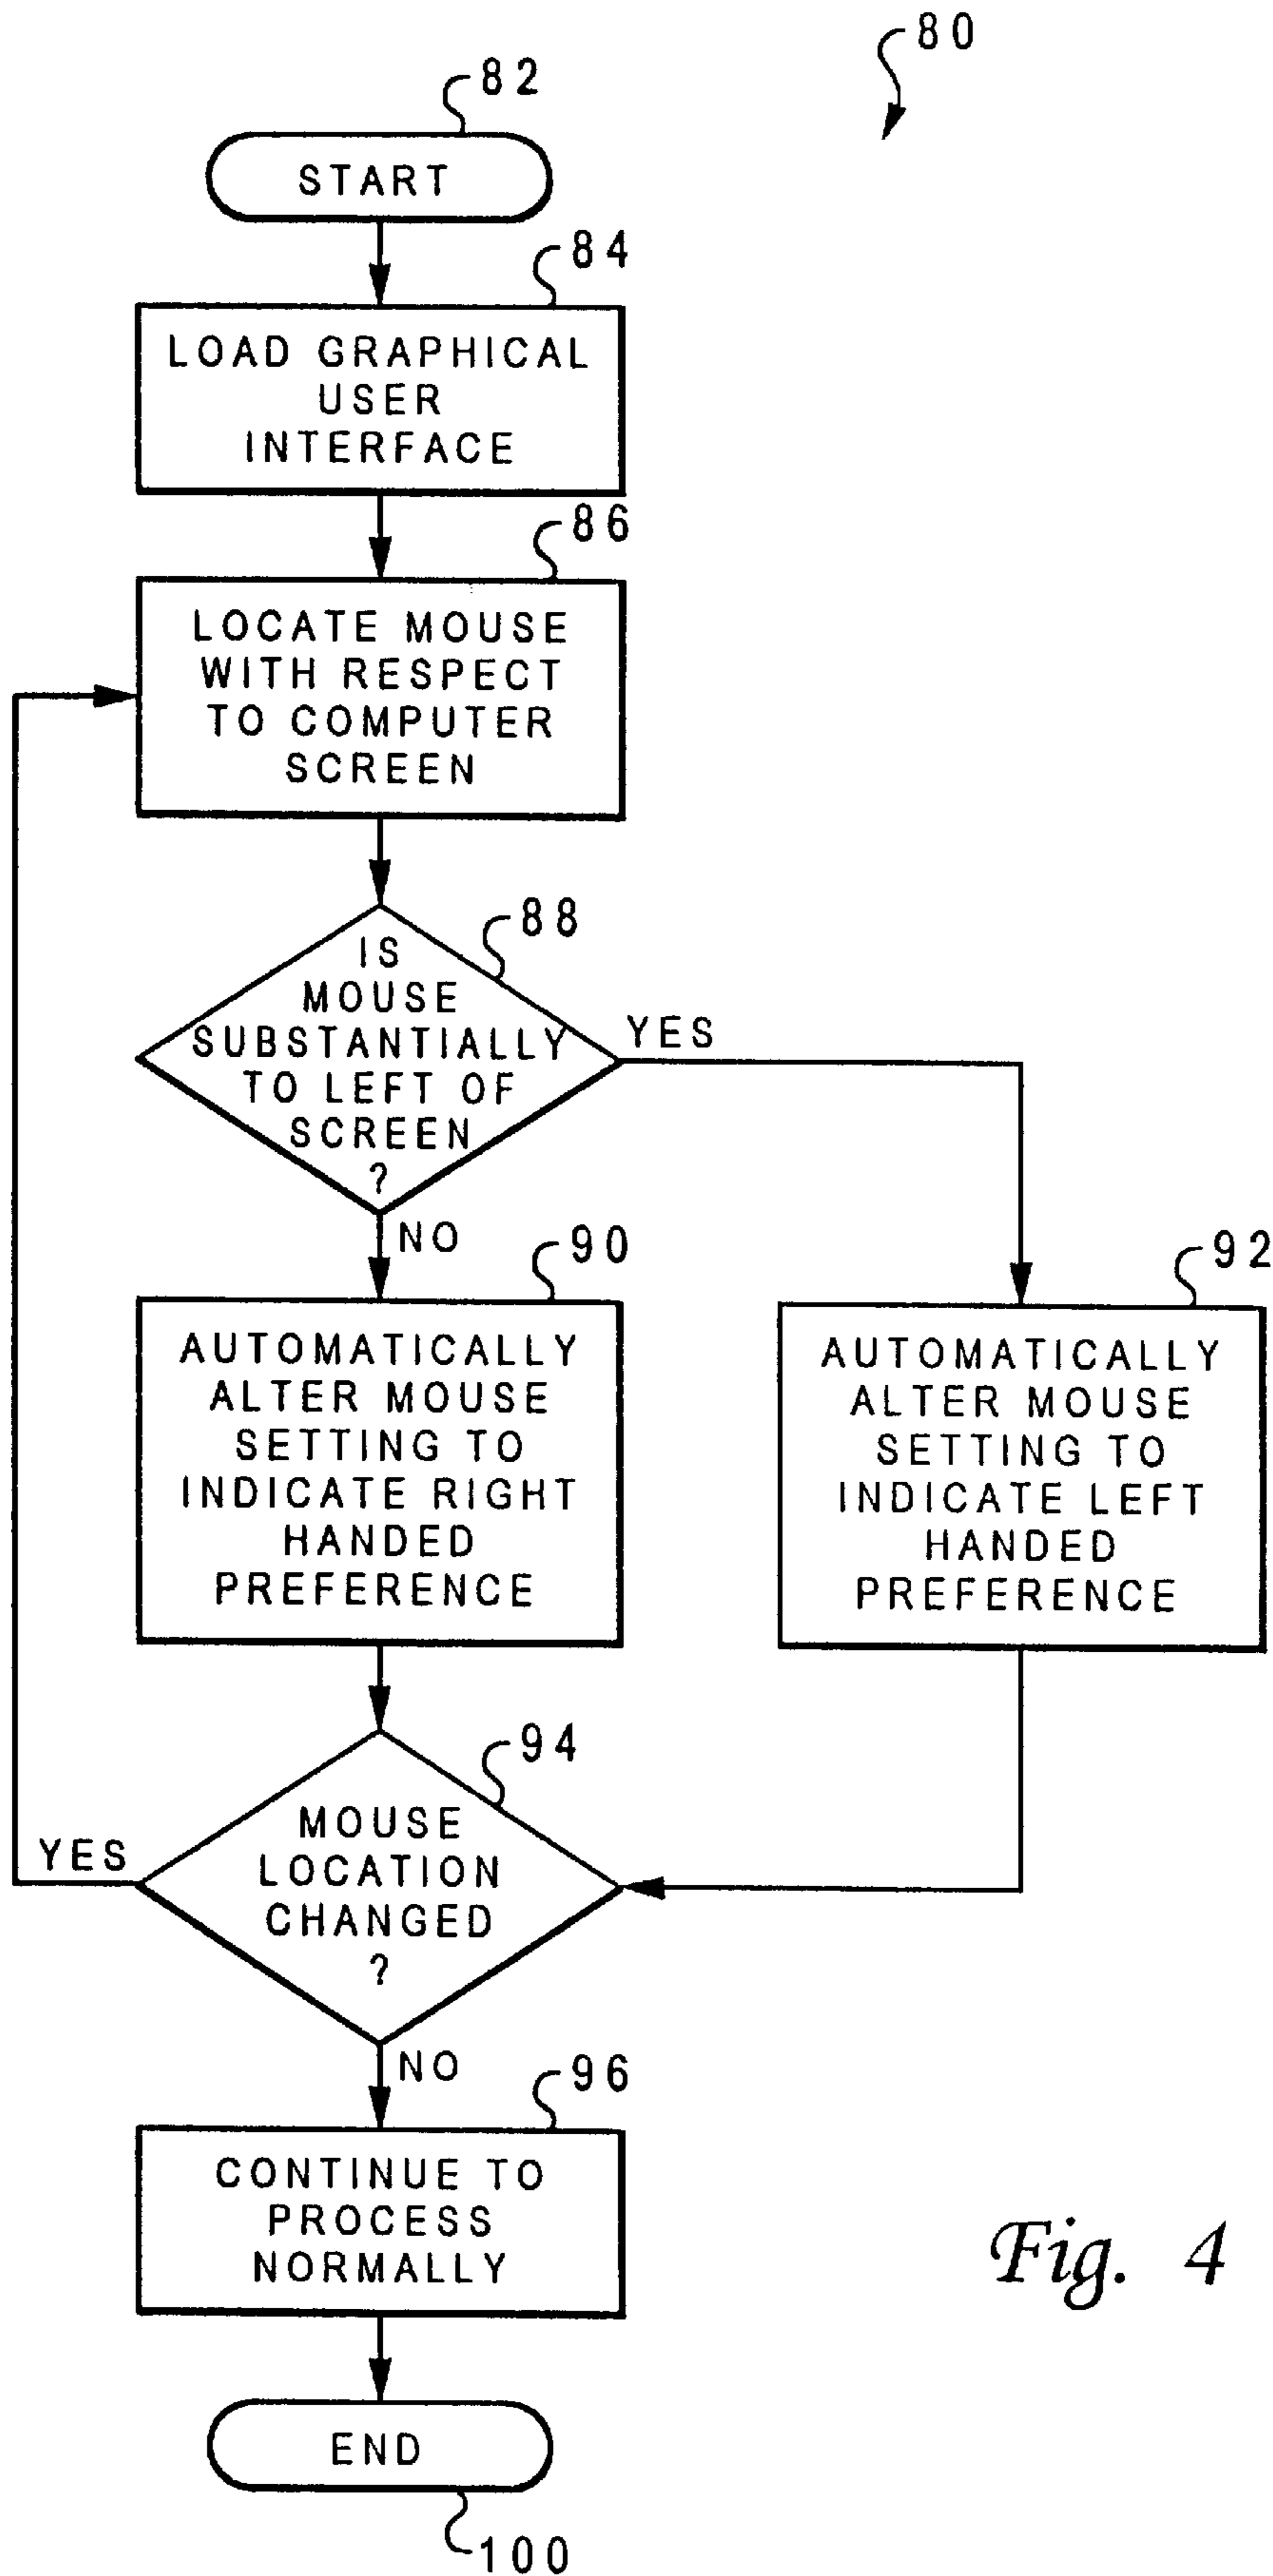 80
82
START
84
LOAD GRAPHICAL
USER
INTERFACE
86
LOCATE MOUSE
WITH RESPECT
TO COMPUTER
SCREEN
88
IS
MOUSE
SUBSTANTIALLY
TO LEFT OF
SCREEN
?
YES
NO
90
AUTOMATICALLY
ALTER MOUSE
SETTING TO
INDICATE RIGHT
HANDED
PREFERENCE
92
AUTOMATICALLY
ALTER MOUSE
SETTING TO
INDICATE LEFT
HANDED
PREFERENCE
94
MOUSE
LOCATION
CHANGED
?
YES
NO
96
CONTINUE TO
PROCESS
NORMALLY
END
100
Fig. 4